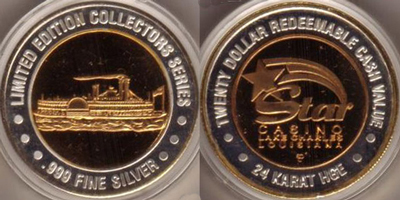 LIMITED EDITION COLLECTORS SERIES
.999 FINE SILVER
TWENTY DOLLAR REDEEMABLE CASH VALUE
Star
CASINO
LAKE CHARLES
LOUISIANA
24 KARAT HGE